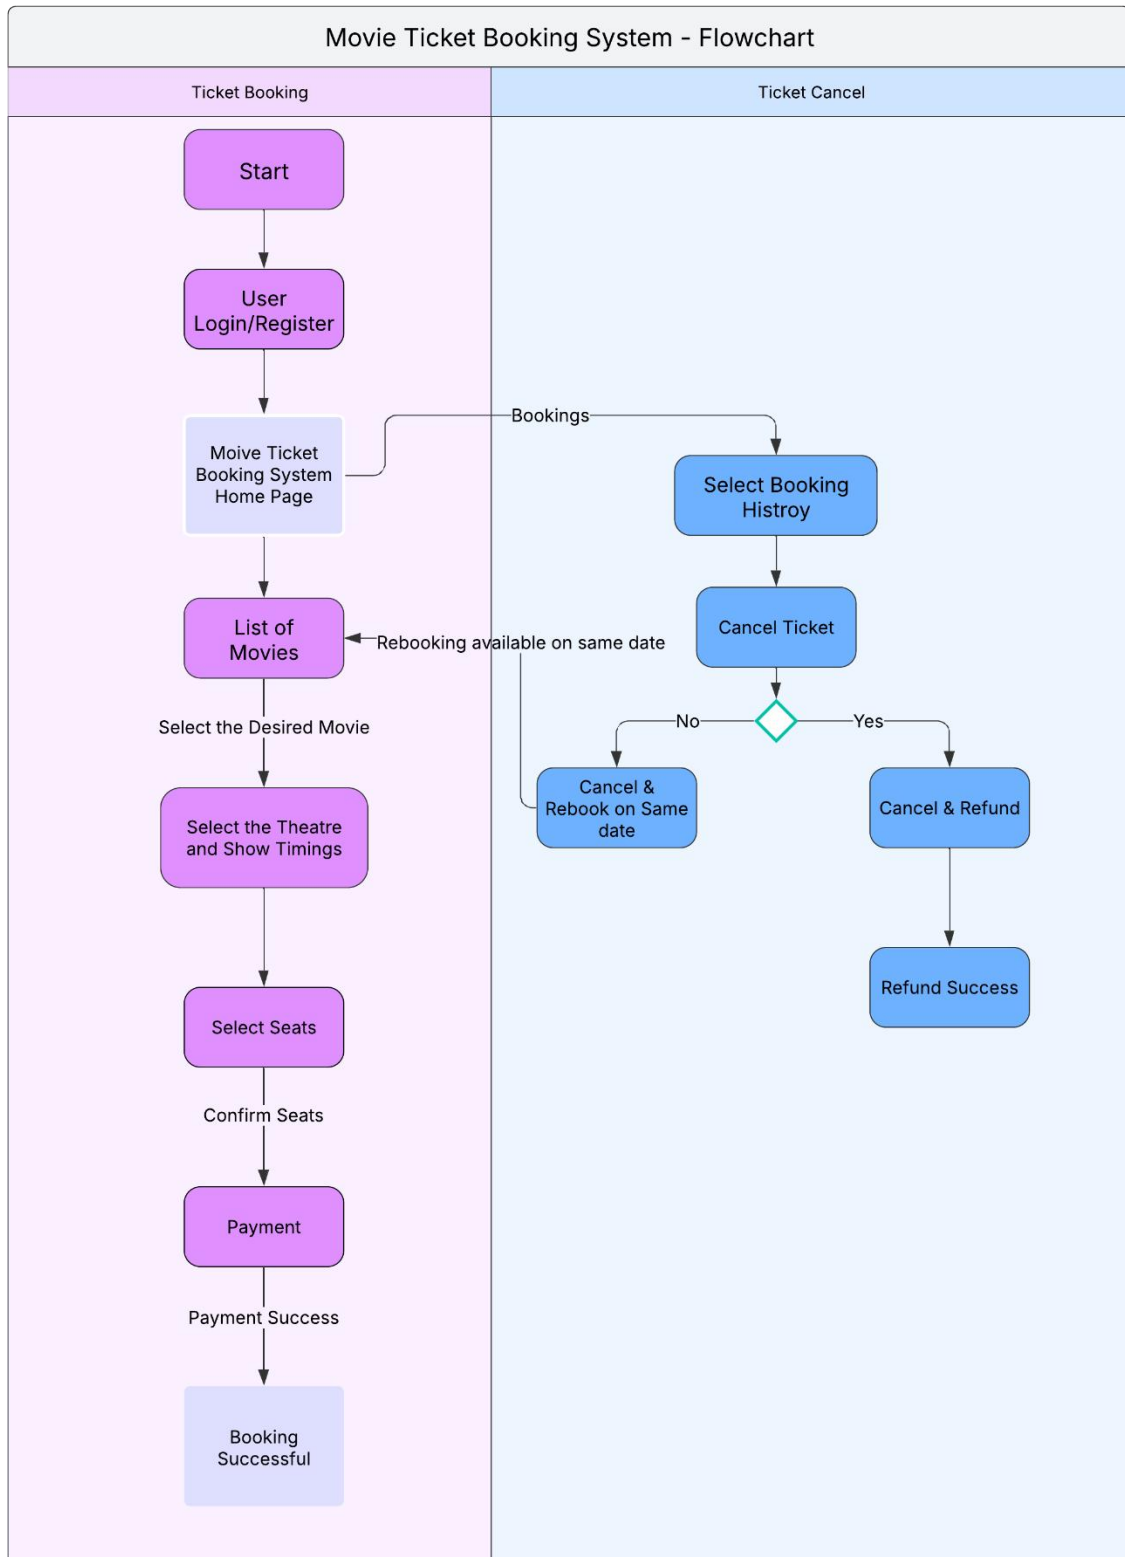 Movie Ticket Booking System - Flowchart
Ticket Booking
Ticket Cancel
Start
User
Login/Register
Moive Ticket
Booking System
Home Page
Bookings
Select Booking
Histroy
List of
Movies
Cancel Ticket
Rebooking available on same date
Select the Desired Movie
No
Yes
Select the Theatre
and Show Timings
Cancel &
Rebook on Same
date
Cancel & Refund
Select Seats
Refund Success
Confirm Seats
Payment
Payment Success
Booking
Successful